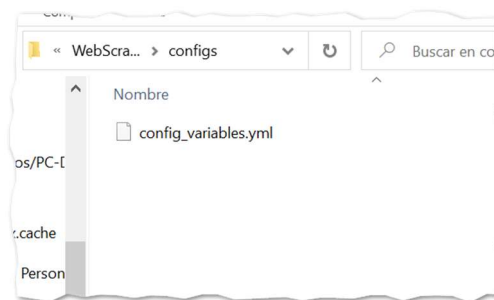 « WebScra... > configs
Buscar en co
Nombre
config_variables.yml
os/PC-D
.cache
Person